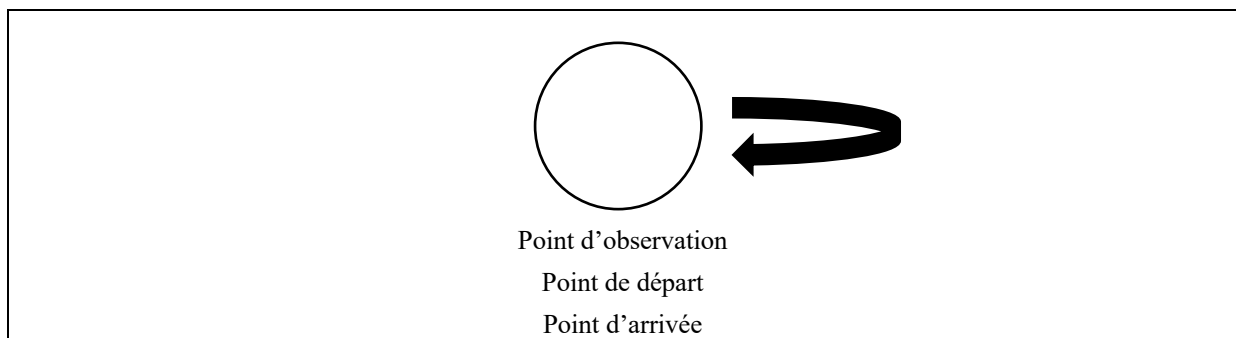 Point d’observation
Point de départ
Point d’arrivée